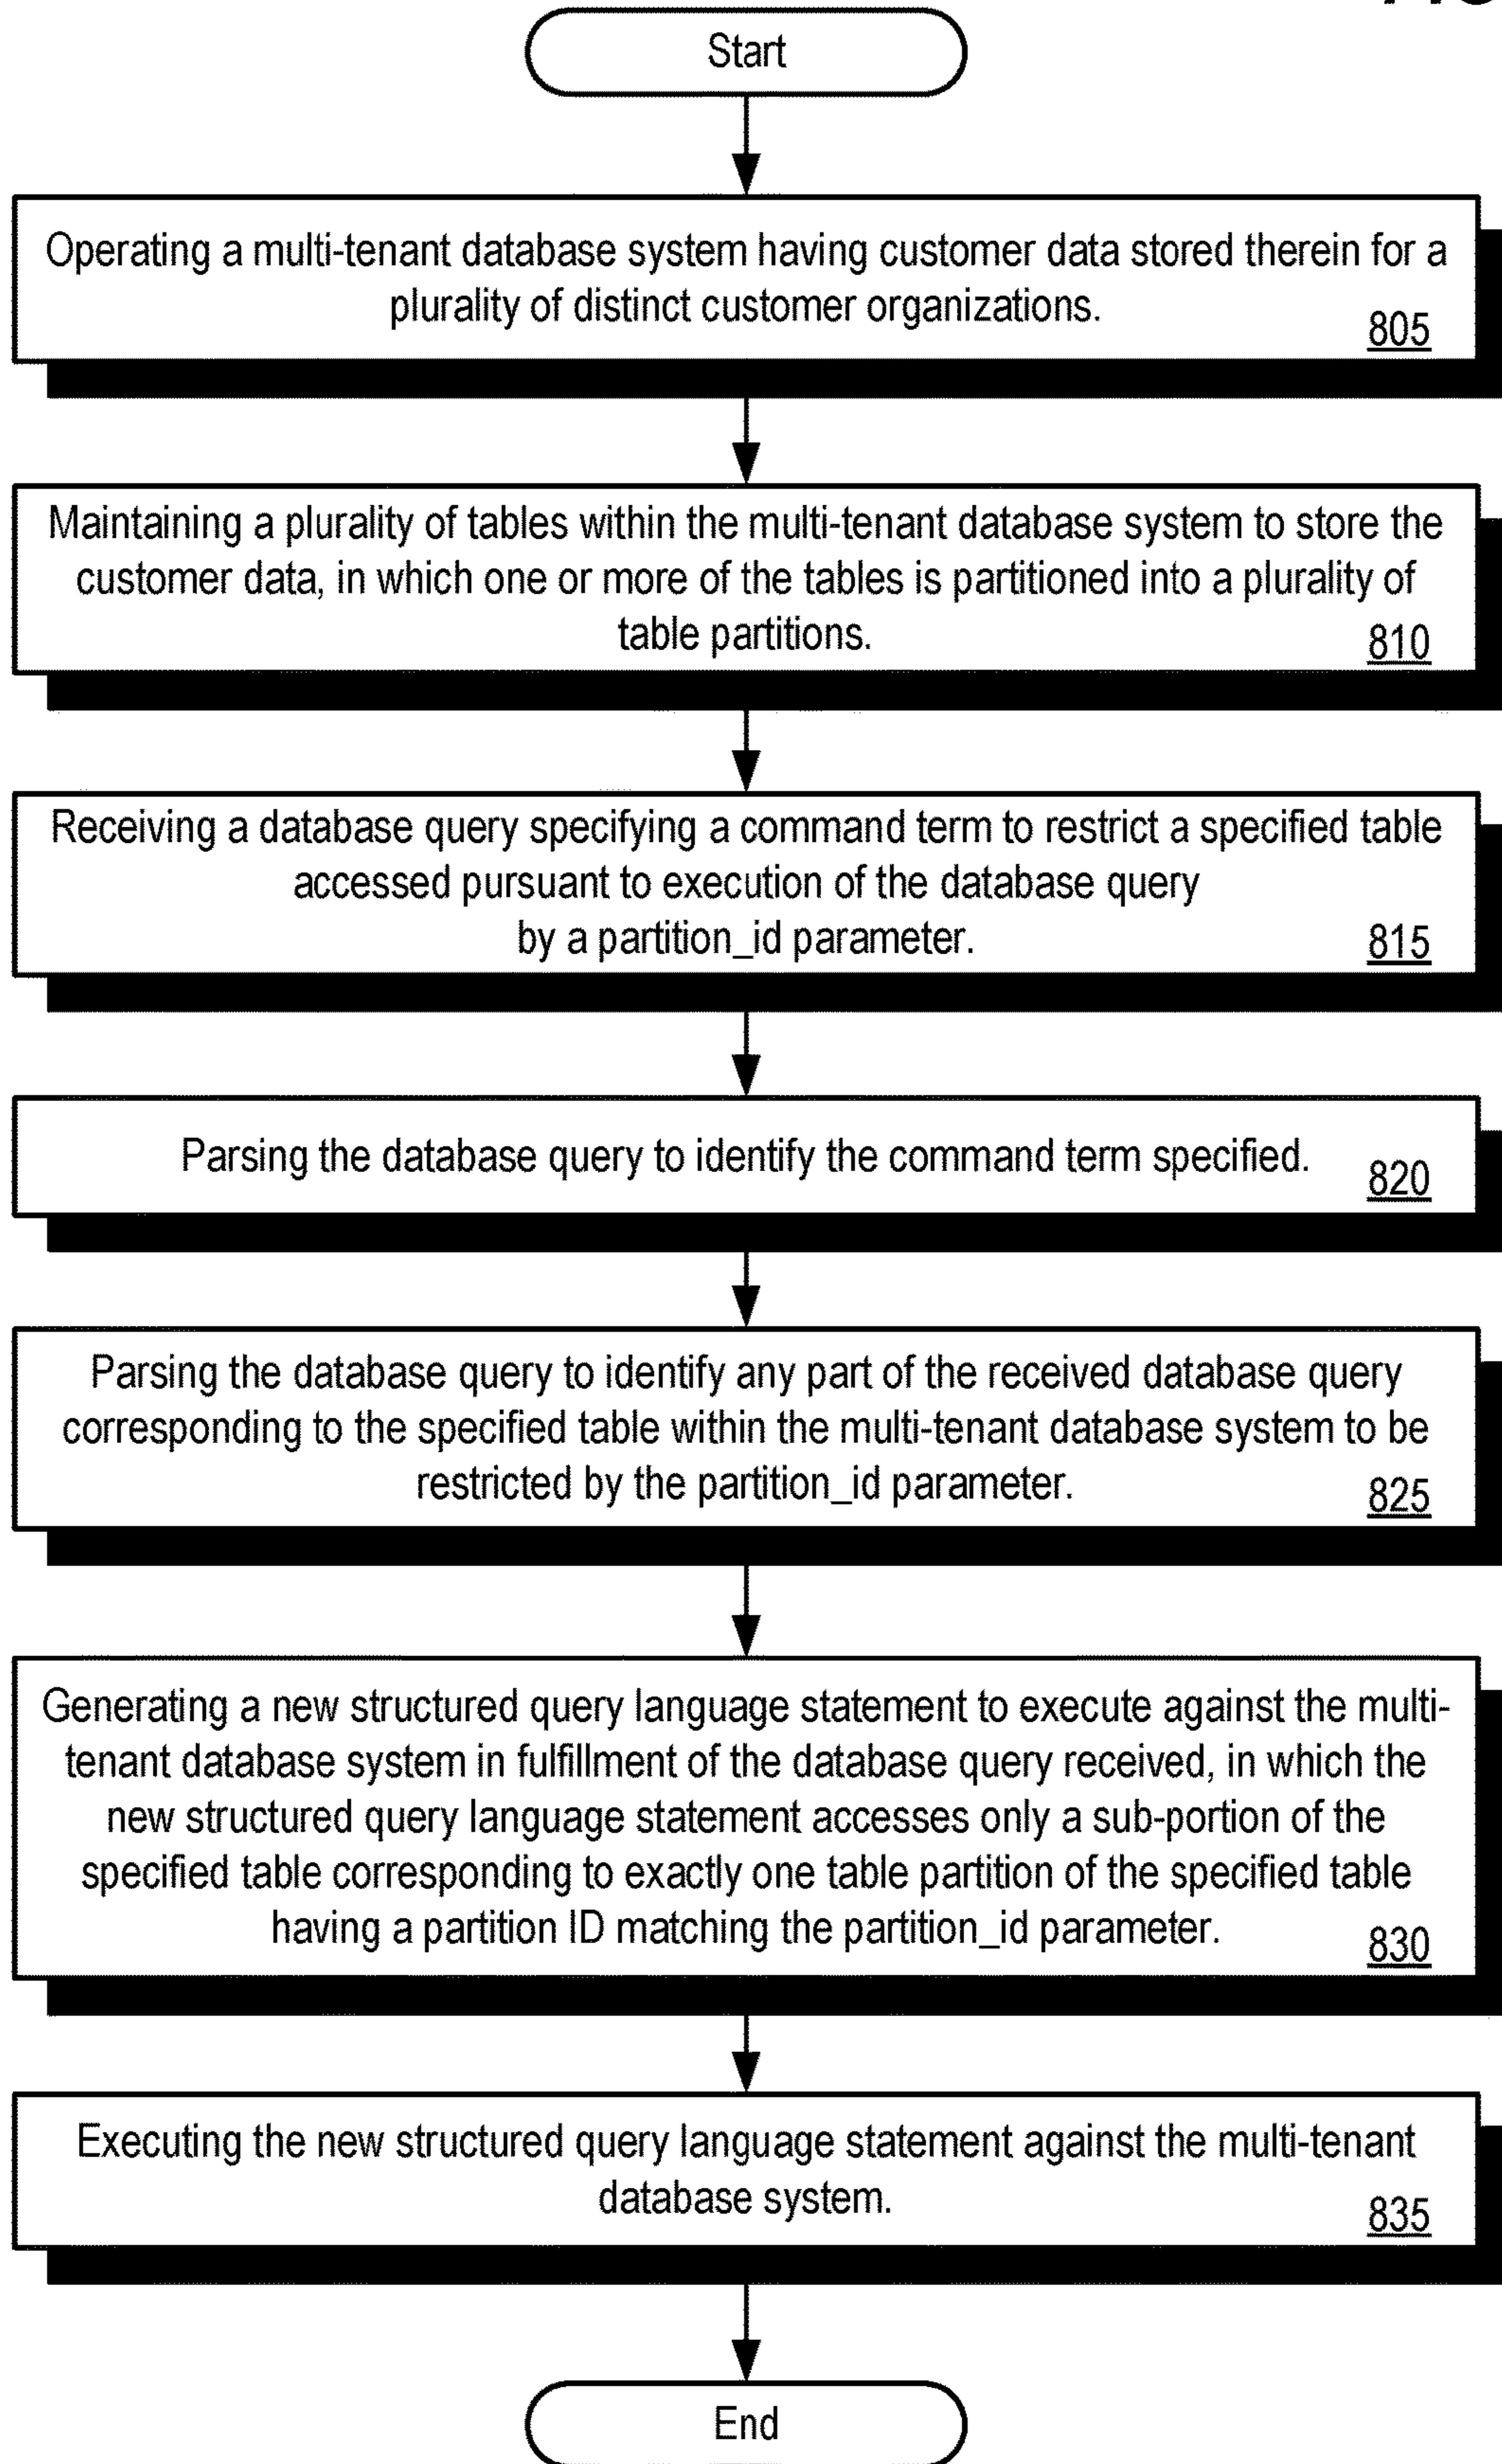 Start
Operating a multi-tenant database system having customer data stored therein for a
plurality of distinct customer organizations.
805
Maintaining a plurality of tables within the multi-tenant database system to store the
customer data, in which one or more of the tables is partitioned into a plurality of
table partitions.
810
Receiving a database query specifying a command term to restrict a specified table
accessed pursuant to execution of the database query
by a partition_id parameter.
815
Parsing the database query to identify the command term specified.
820
Parsing the database query to identify any part of the received database query
corresponding to the specified table within the multi-tenant database system to be
restricted by the partition_id parameter.
825
Generating a new structured query language statement to execute against the multi-
tenant database system in fulfillment of the database query received, in which the
new structured query language statement accesses only a sub-portion of the
specified table corresponding to exactly one table partition of the specified table
having a partition ID matching the partition_id parameter.
830
Executing the new structured query language statement against the multi-tenant
database system.
835
End